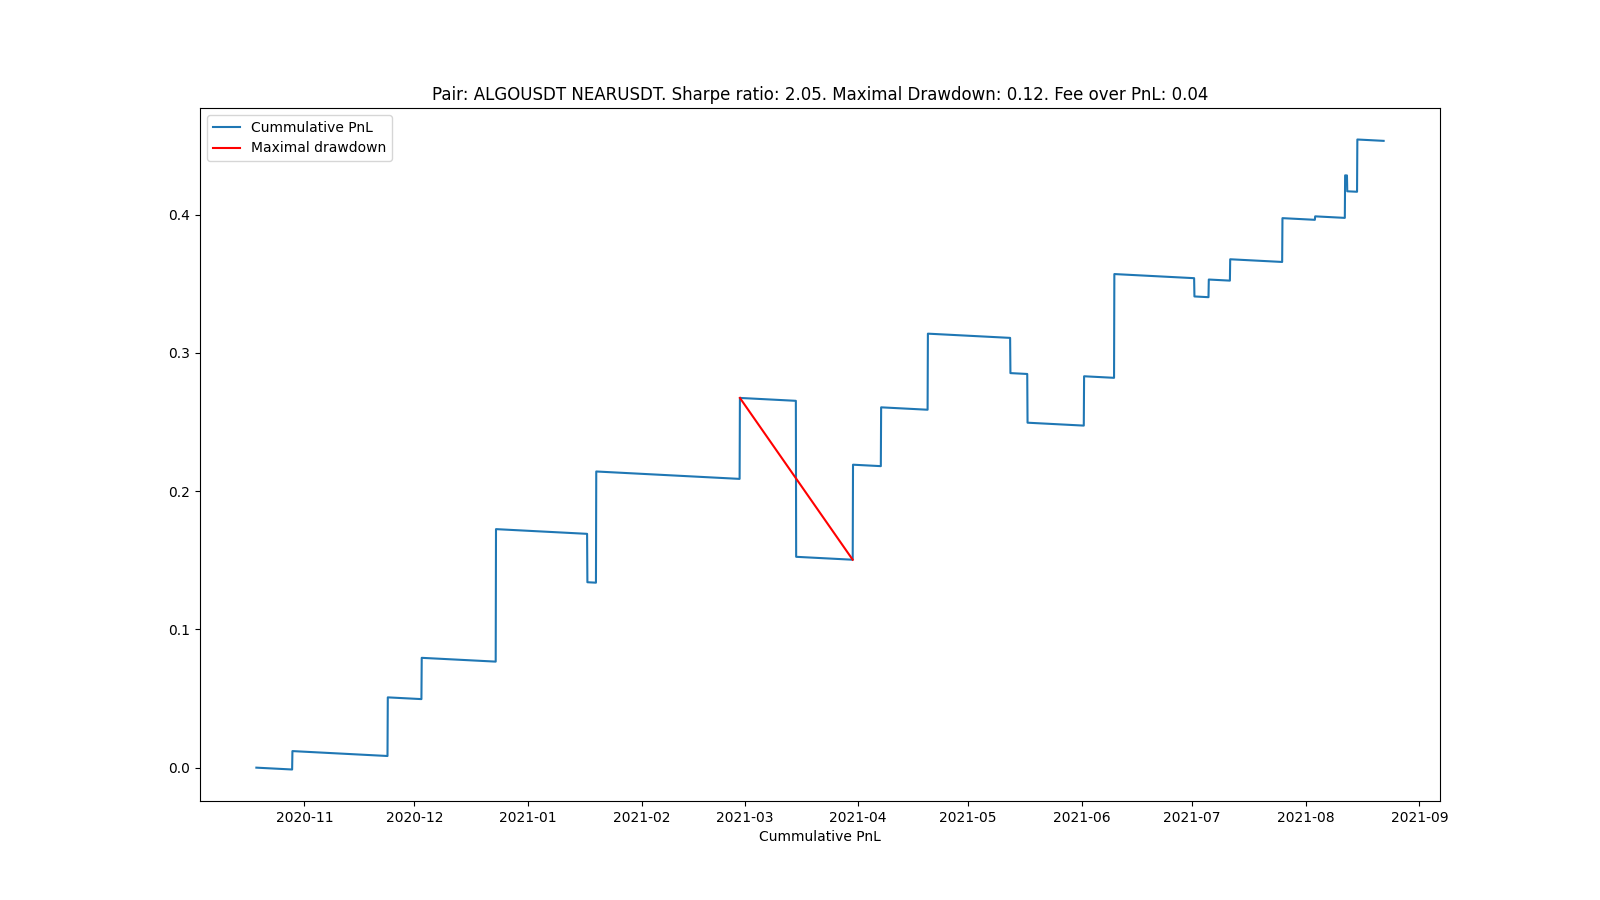 Pair: ALGOUSDT NEARUSDT. Sharpe ratio: 2.05. Maximal Drawdown: 0.12. Fee over PnL: 0.04
Cummulative PnL
Maximal drawdown
0.4
0.3
0.2
0.1
0.0
2020-11 2020-12 2021-01 2021-02 2021-03 2021-04 2021-05 2021-06 2021-07 2021-08 2021-09
Cummulative PnL